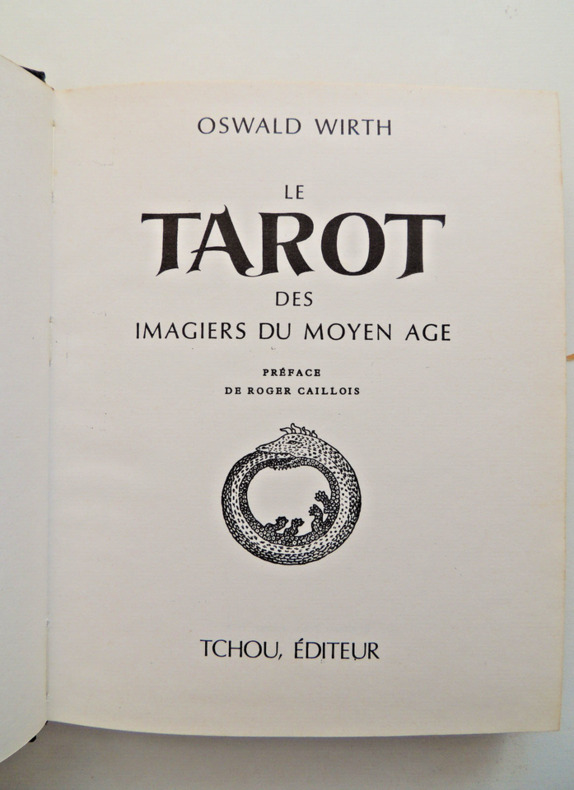 OSWALD WIRTH
LE
TAROT
DES
IMAGIERS DU MOYEN AGE
PRÉFACE
DE ROGER CAILLOIS
TCHOU, ÉDITEUR